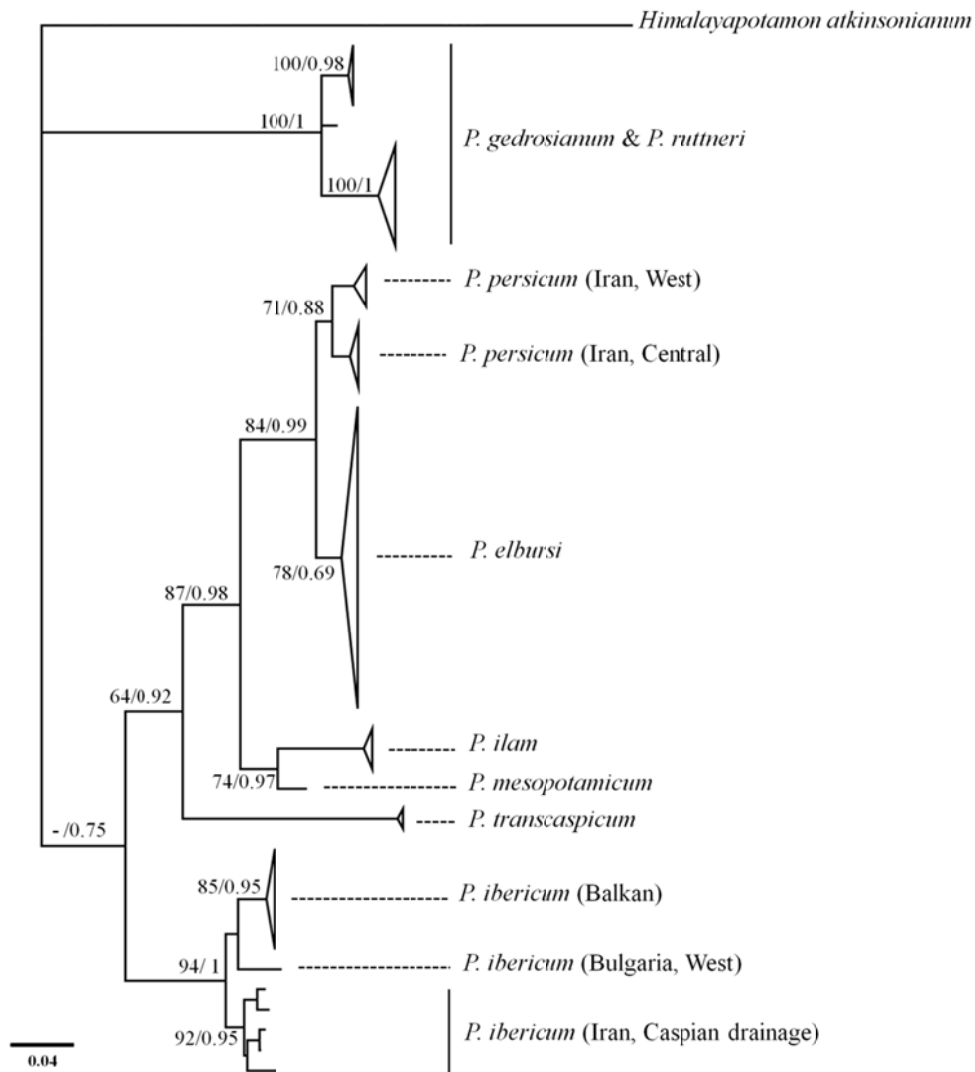 Himalayapotamon atkinsonianum
100/0.98
100/1
P. gedrosianum & P. ruttneri
100/1
P. persicum (Iran, West)
71/0.88
P. persicum (Iran, Central)
84/0.99
P. elbursi
78/0.69
87/0.98
64/0.92
P. ilam
74/0.97
P. mesopotamicum
P. transcaspicum
- /0.75
85/0.95
P. ibericum (Balkan)
94/ 1
P. ibericum (Bulgaria, West)
92/0.95
P. ibericum (Iran, Caspian drainage)
0.04